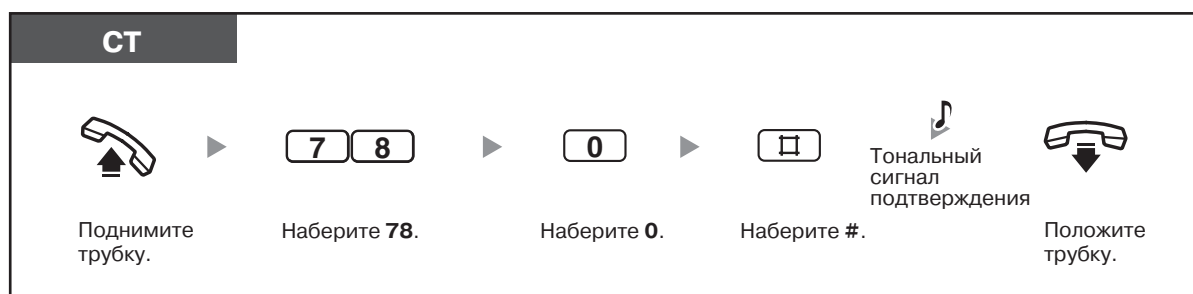 СТ
7 8
0
#
Тональный
сигнал
подтверждения
Поднимите
трубку.
Наберите 78.
Наберите 0.
Наберите #.
Положите
трубку.